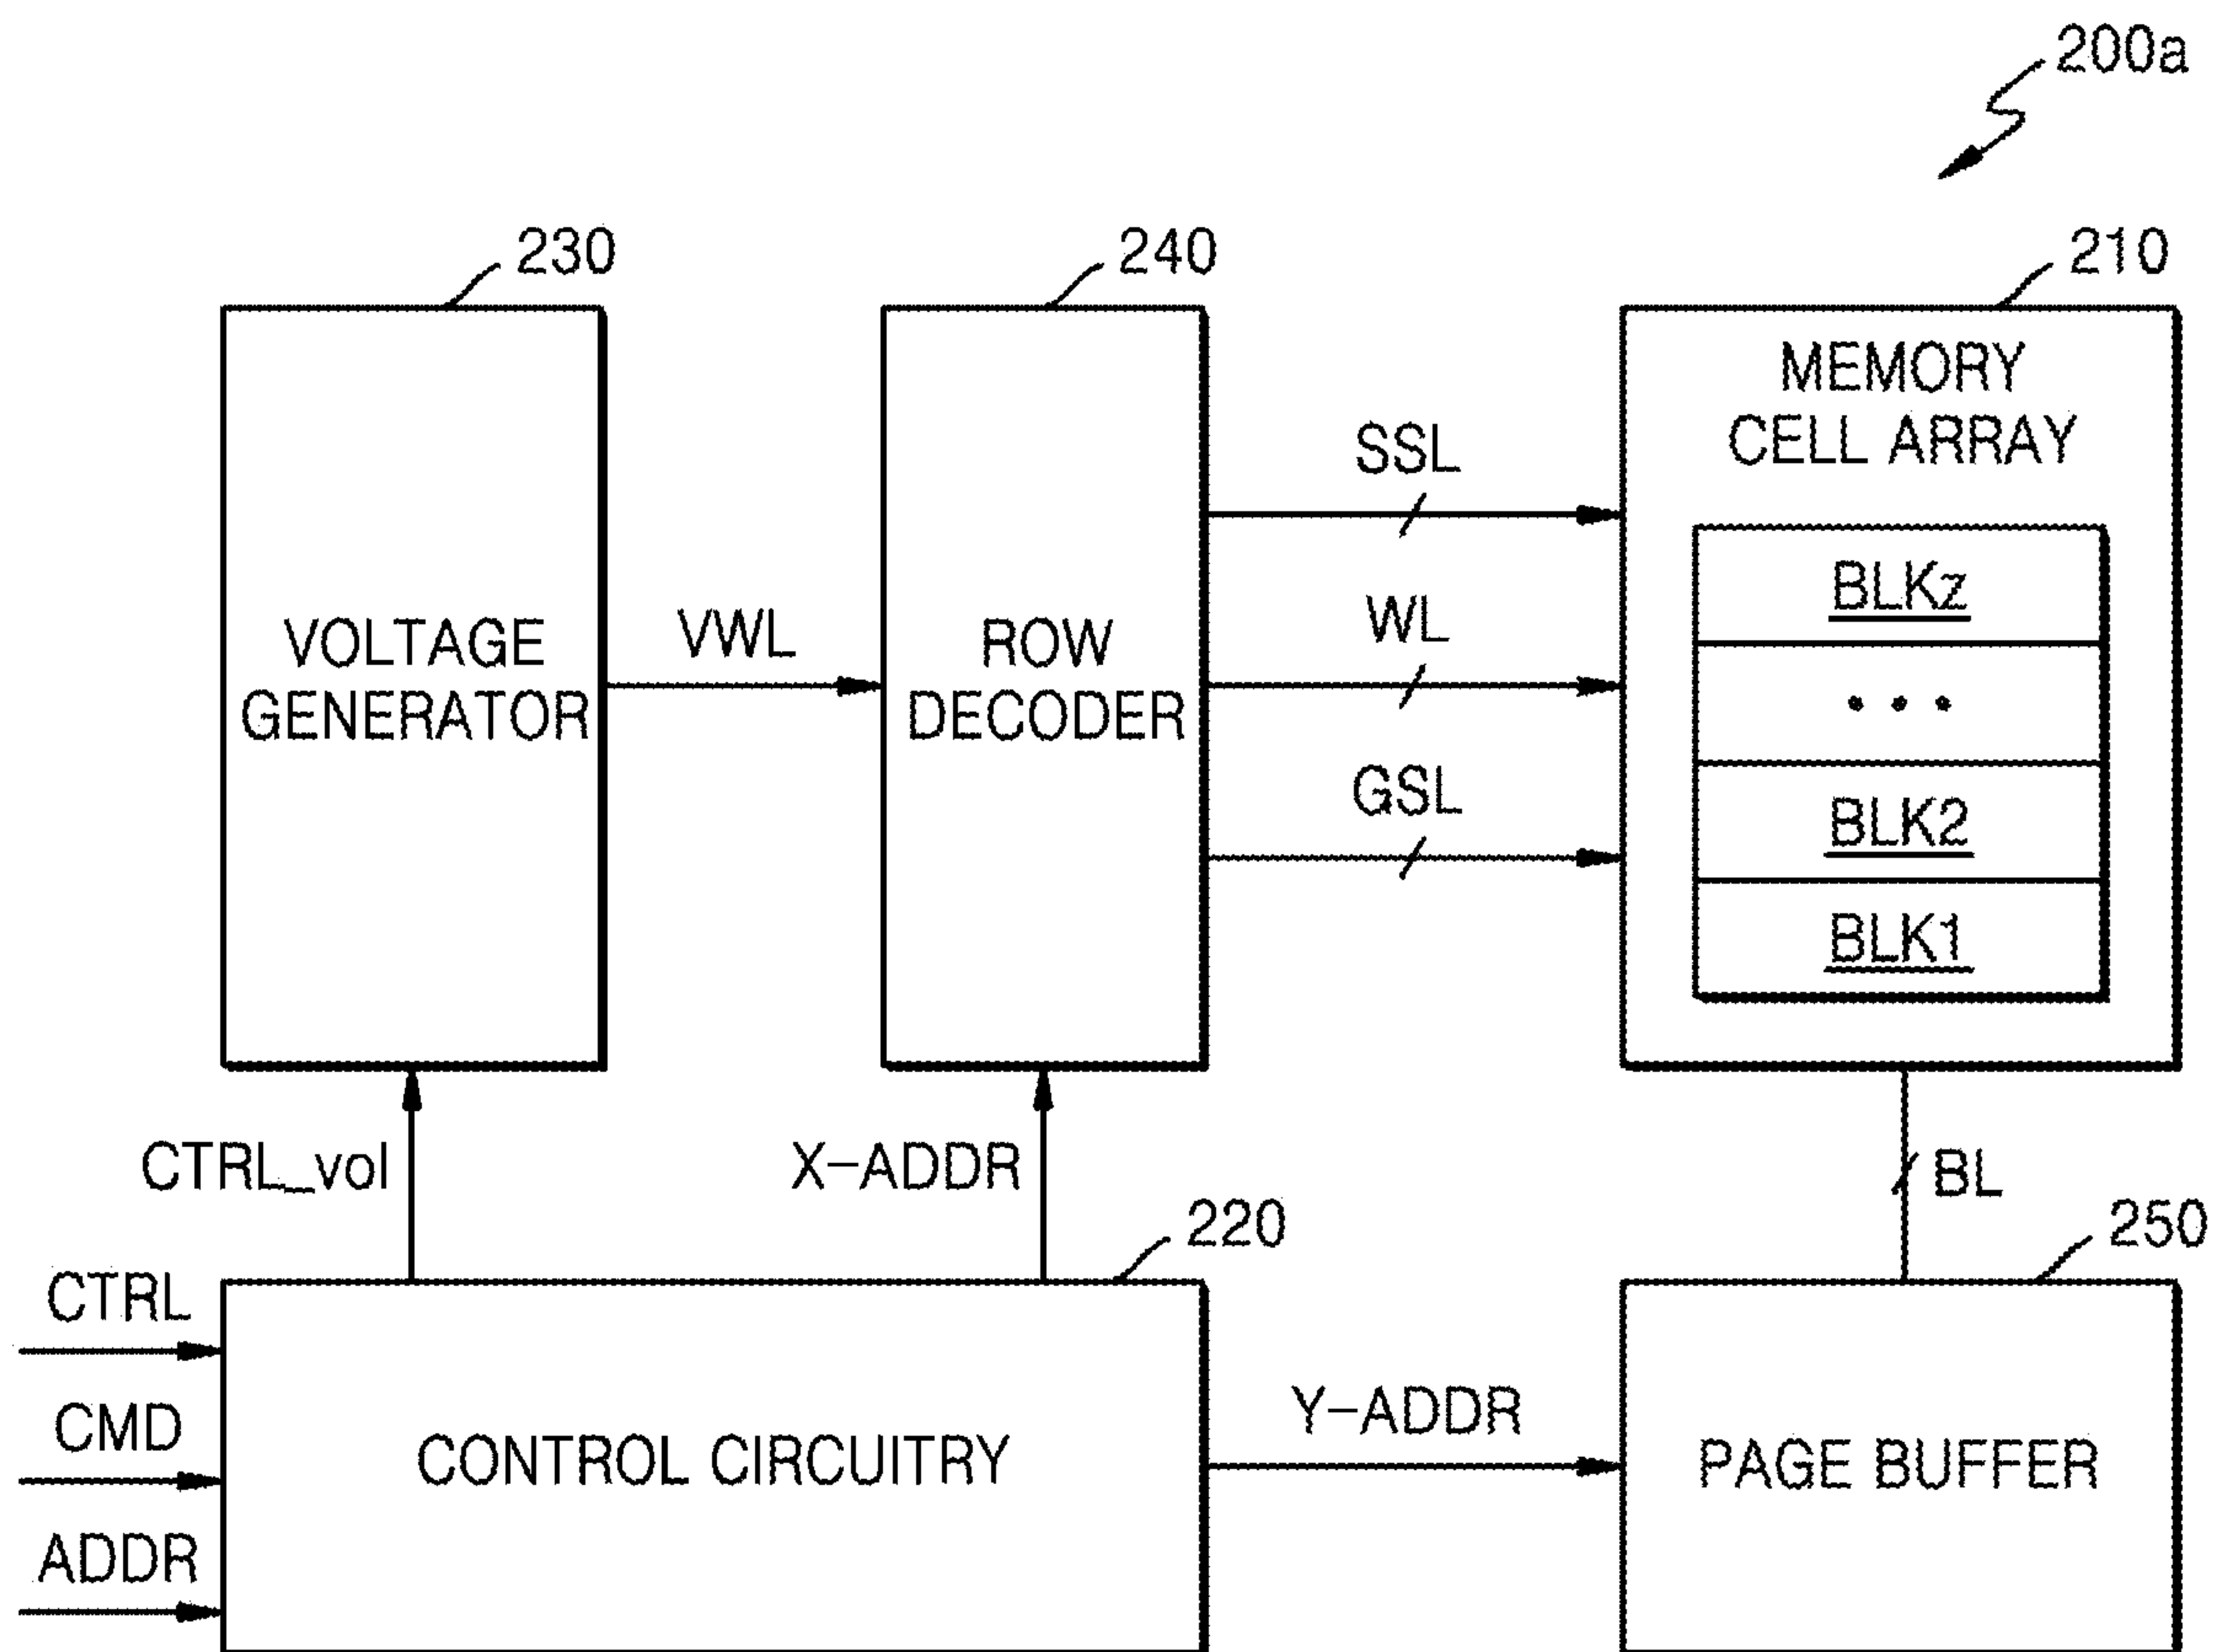 200a
230
240
210
VOLTAGE
GENERATOR
VWL
ROW
DECODER
SSL
WL
GSL
MEMORY
CELL ARRAY
BLKz
• • •
BLK2
BLK1
CTRL_vol
X-ADDR
BL
220
250
CTRL
CMD
ADDR
CONTROL CIRCUITRY
Y-ADDR
PAGE BUFFER